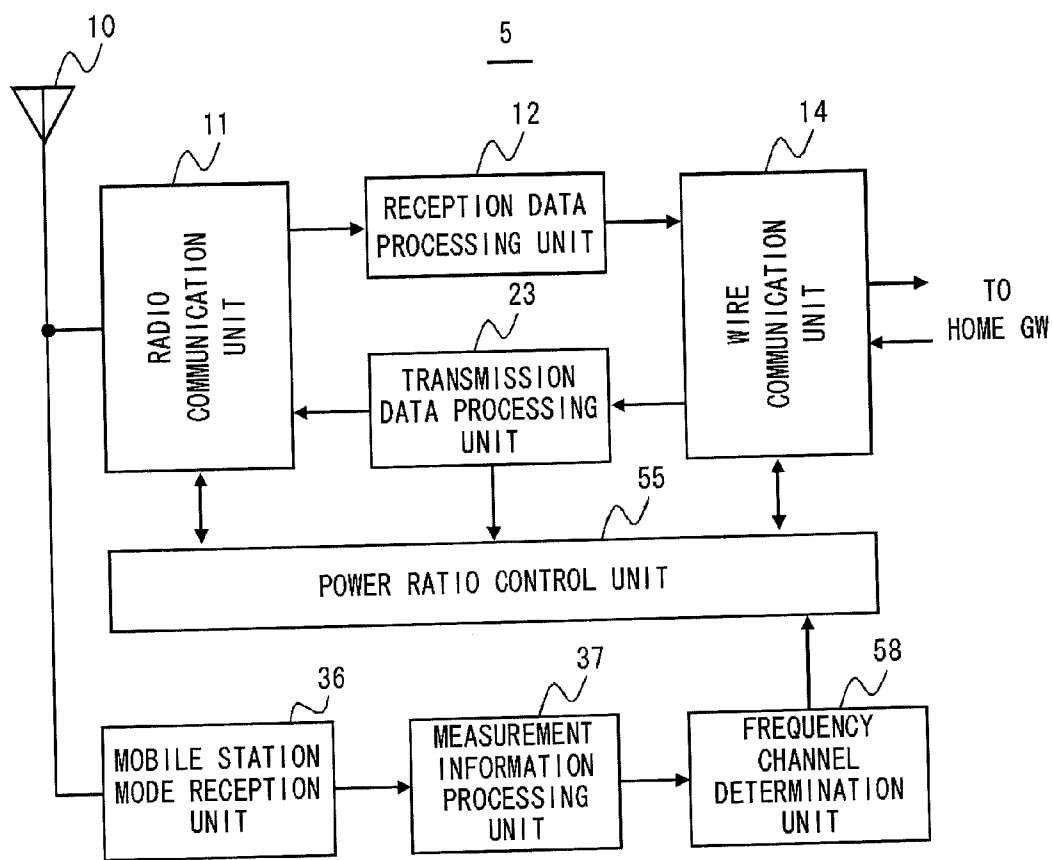 10
5
11
12
14
RADIO
COMMUNICATION
UNIT
RECEPTION DATA
PROCESSING UNIT
WIRE
COMMUNICATION
UNIT
TO
HOME GW
23
TRANSMISSION
DATA PROCESSING
UNIT
55
POWER RATIO CONTROL UNIT
36
37
58
MOBILE STATION
MODE RECEPTION
UNIT
MEASUREMENT
INFORMATION
PROCESSING
UNIT
FREQUENCY
CHANNEL
DETERMINATION
UNIT